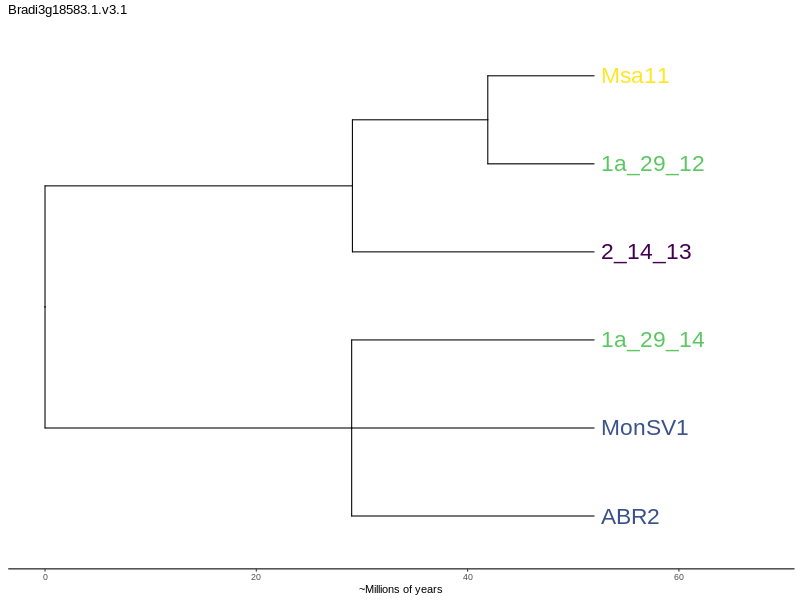 Bradi3g18583.1.v3.1
Msa11
1a_29_12
2_14_13
1a_29_14
MonSV1
ABR2
0 20 40 60
~Millions of years